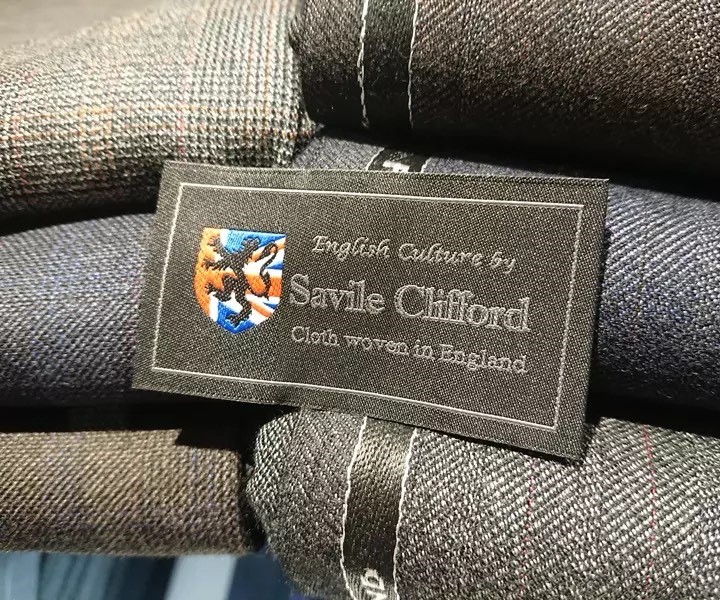 English Culture by
Savile Clifford
Cloth woven in England